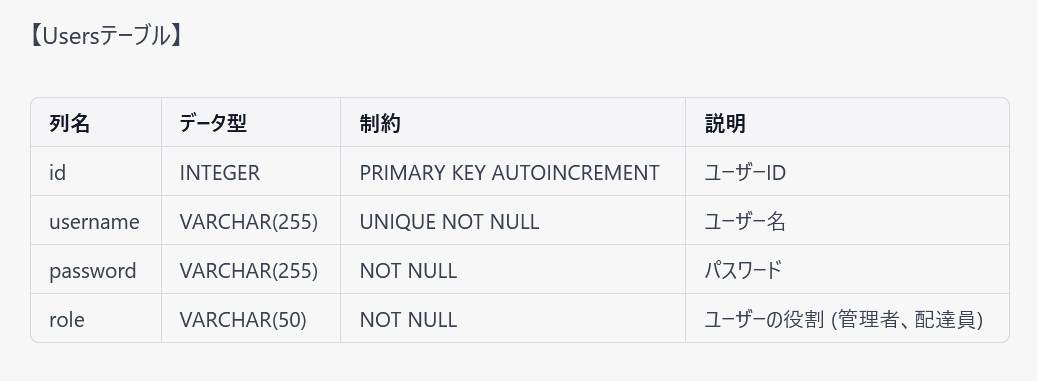 【Usersテーブル】
列名 データ型 制約 説明
id INTEGER PRIMARY KEY AUTOINCREMENT ユーザーID
username VARCHAR(255) UNIQUE NOT NULL ユーザー名
password VARCHAR(255) NOT NULL パスワード
role VARCHAR(50) NOT NULL ユーザーの役割 (管理者、配達員)